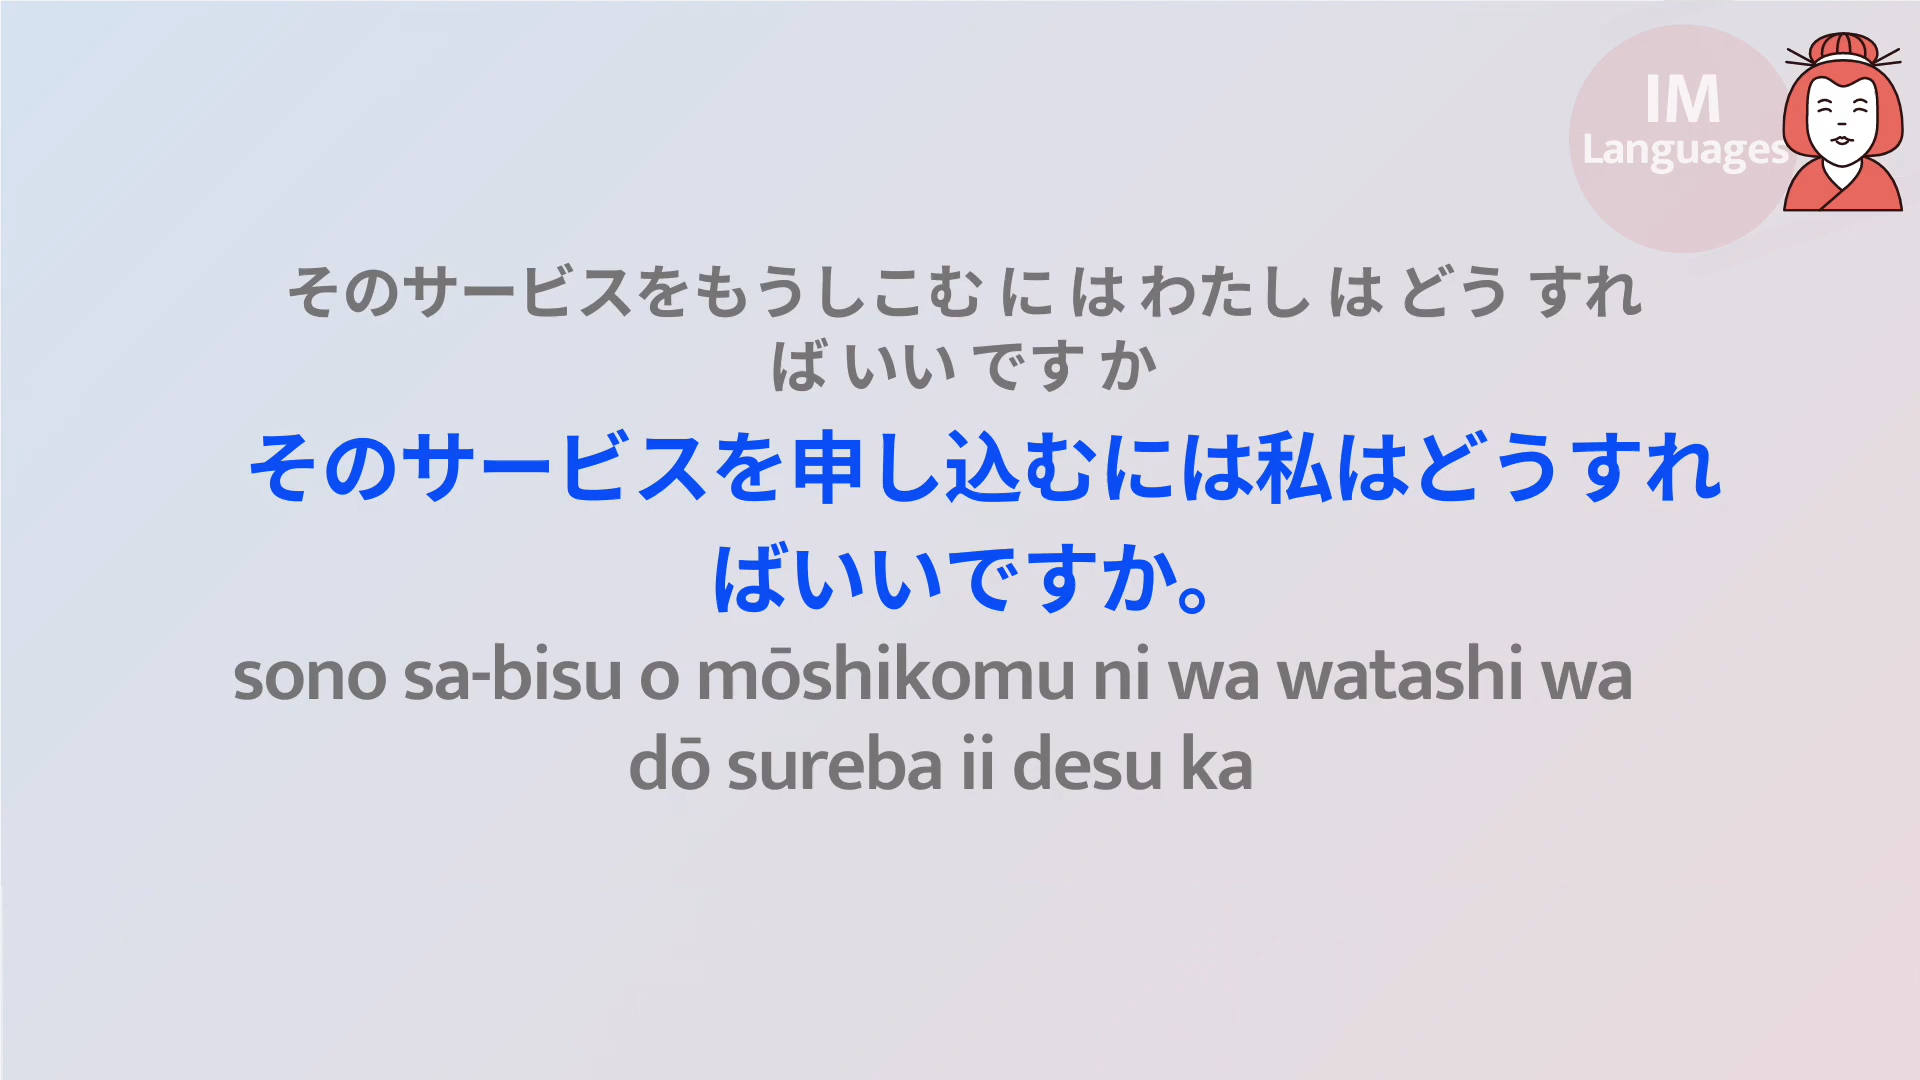 IM
Languages
そのサービスをもうしこむ に は わたし は どう すれ
ば いい です か
そのサービスを申し込むには私はどうすれ
ばいいですか。
sono sa-bisu o mōshikomu ni wa watashi wa
dō sureba ii desu ka